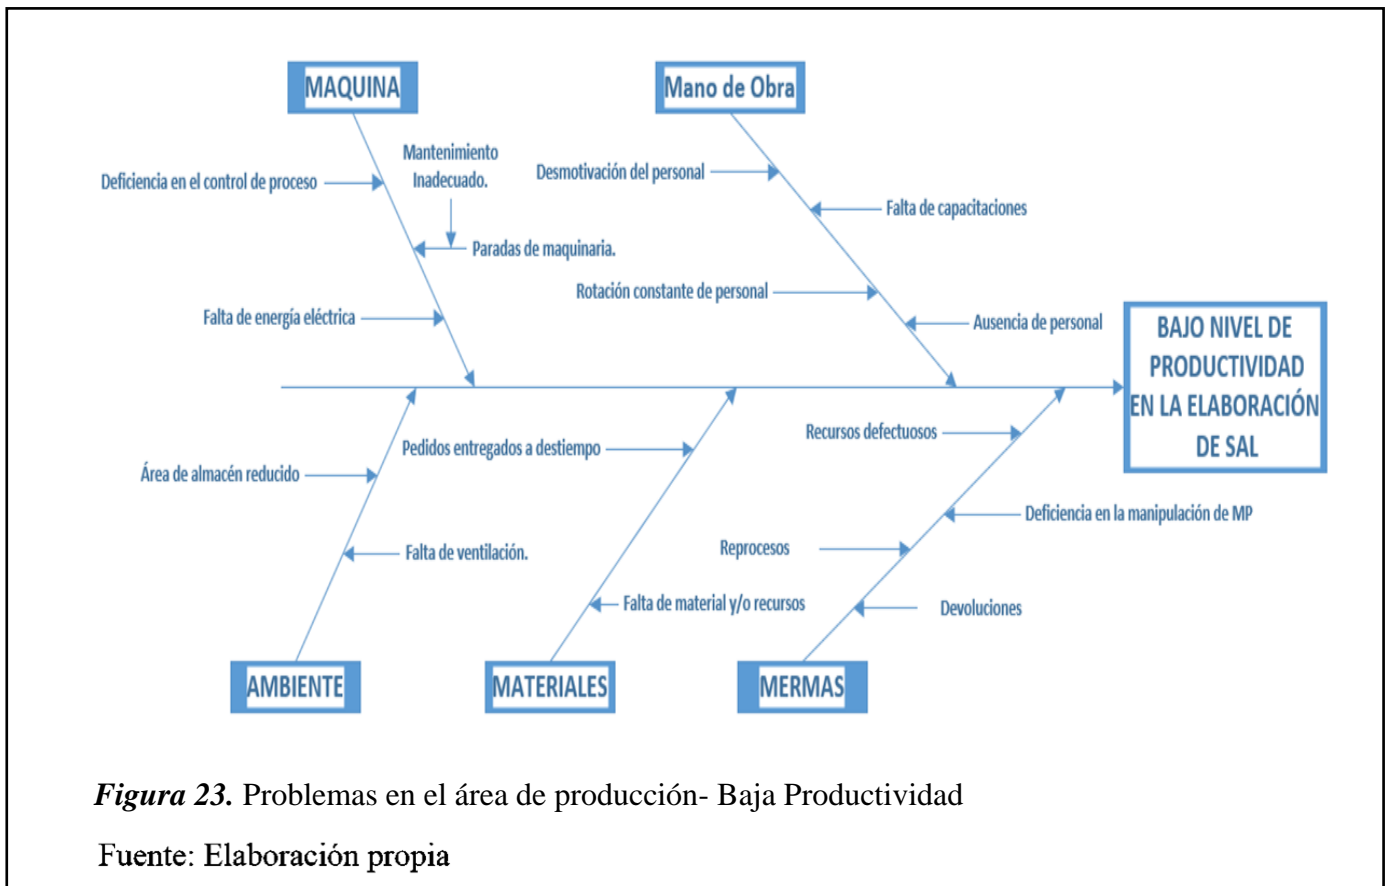 MAQUINA
Mano de Obra
Mantenimiento
Inadecuado.
Deficiencia en el control de proceso
Desmotivación del personal
Falta de capacitaciones
Paradas de maquinaria.
Rotación constante de personal
Falta de energía eléctrica
Ausencia de personal
BAJO NIVEL DE
PRODUCTIVIDAD
EN LA ELABORACIÓN
DE SAL
Recursos defectuosos
Pedidos entregados a destiempo
Área de almacén reducido
Deficiencia en la manipulación de MP
Reprocesos
Falta de ventilación.
Falta de material y/o recursos
Devoluciones
AMBIENTE
MATERIALES
MERMAS
Figura 23. Problemas en el área de producción- Baja Productividad
Fuente: Elaboración propia